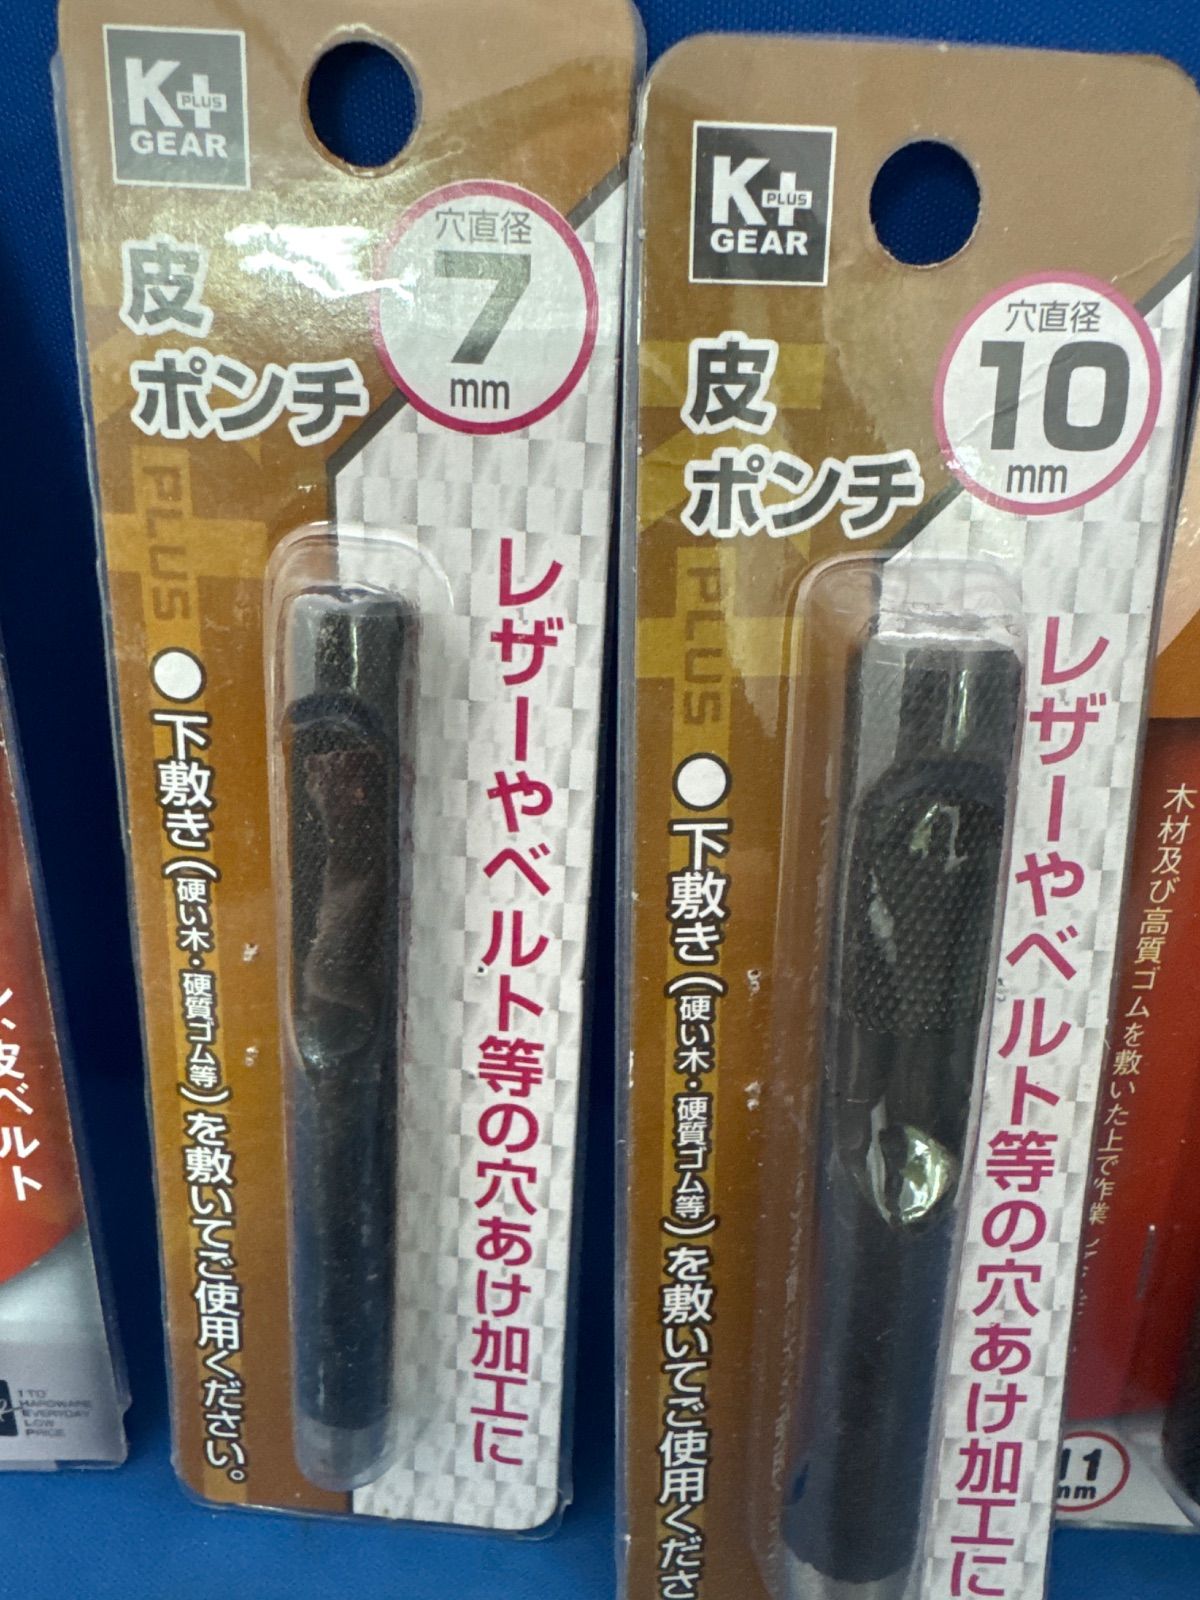 K+
PLUS
GEAR
穴直径
7
mm
皮
ポンチ
PLUS
レザーやベルト等の穴あけ加工に
●下敷き(硬い木・硬質ゴム等)を敷いてご使用ください。
K+
PLUS
GEAR
穴直径
10
mm
皮
ポンチ
PLUS
レザーやベルト等の穴あけ加工に
●下敷き(硬い木・硬質ゴム等)を敷いてご使用くださ
木材及び高質ゴムを敷いた上で作業
11
mm
皮ベルト
1 TO
HARDWARE
EVERYDAY
LOW
PRICE